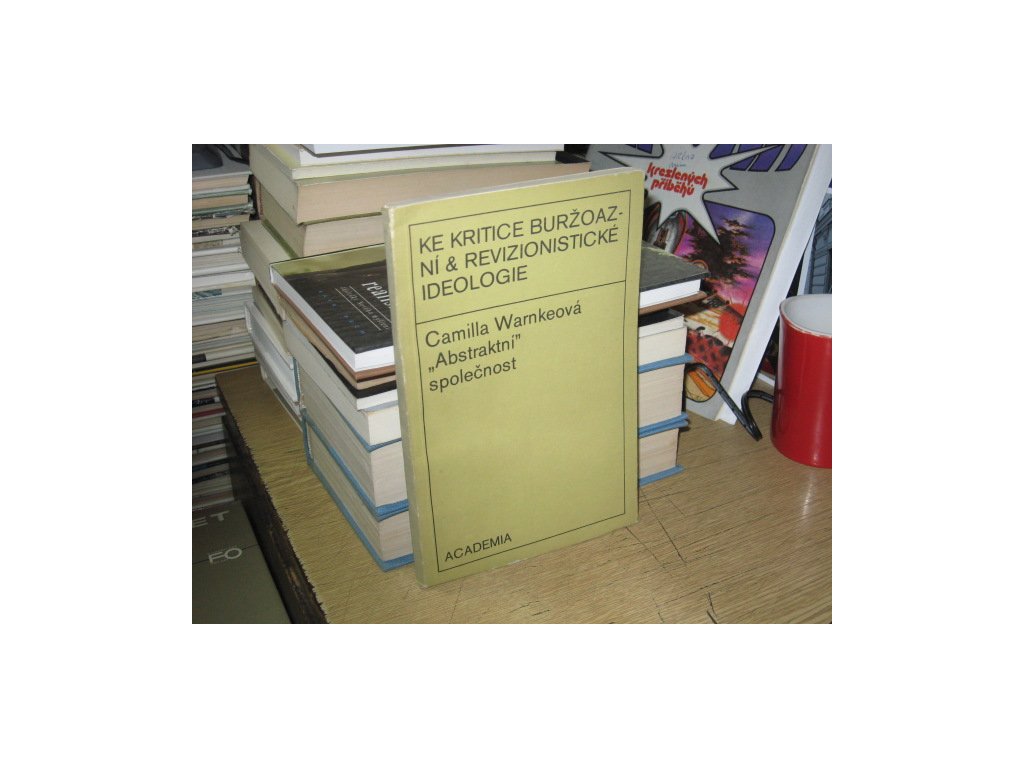 KE KRITICE BURŽOAZ-
NÍ & REVIZIONISTICKÉ
IDEOLOGIE
Camilla Warnkeová
„Abstraktní”
společnost
ACADEMIA
kreslených
příběhů